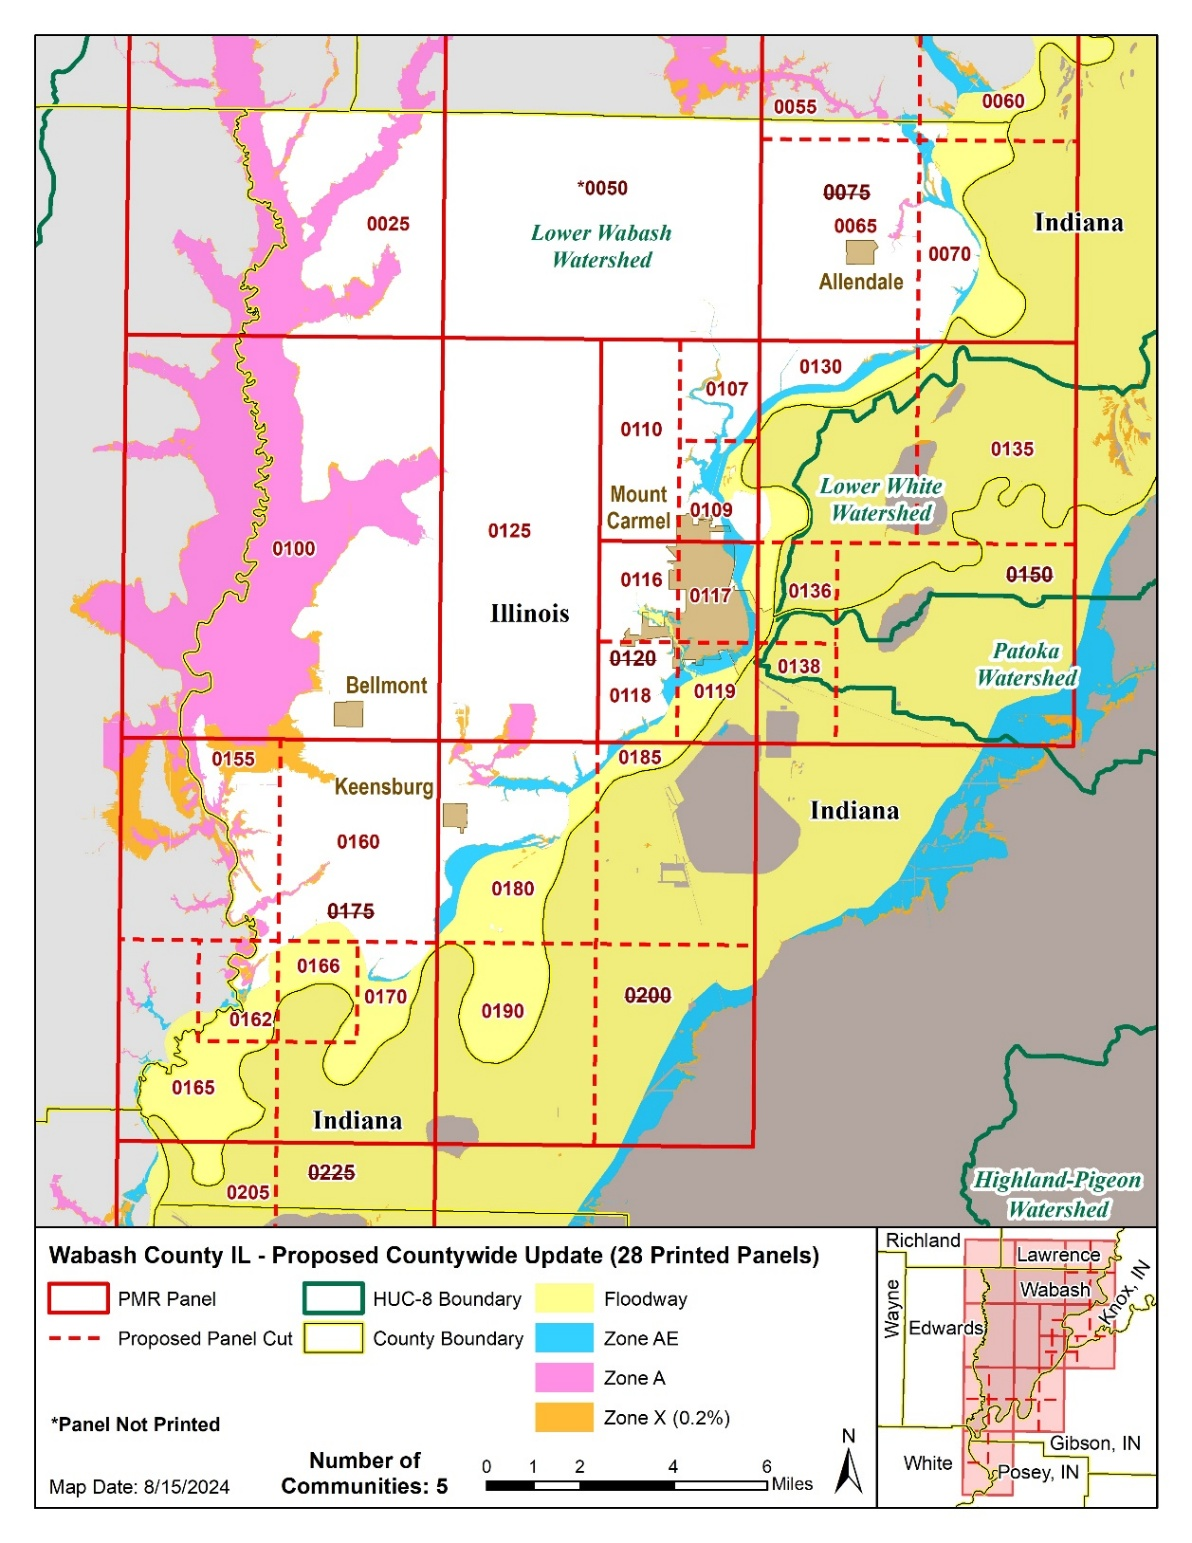 0055
0060
*0050
0075
0025
0065
Indiana
Lower Wabash
Watershed
0070
Allendale
0130
0107
0110
0135
Mount
Carmel
Lower White
Watershed
0109
0125
0100
0116
0117
0136
0150
Illinois
0120
0138
Patoka
Watershed
Bellmont
0118
0119
0155
0185
Keensburg
Indiana
0160
0180
0175
0166
0170
0200
0162
0190
0165
Indiana
0225
0205
Highland-Pigeon
Watershed
Wabash County IL - Proposed Countywide Update (28 Printed Panels)
PMR Panel
HUC-8 Boundary
Floodway
Proposed Panel Cut
County Boundary
Zone AE
Zone A
Zone X (0.2%)
*Panel Not Printed
Number of
Communities: 5
Map Date: 8/15/2024
0 1 2 4 6
Miles
N
Richland
Lawrence
Wabash
Knox, IN
Wayne
Edwards
Gibson, IN
White
Posey, IN